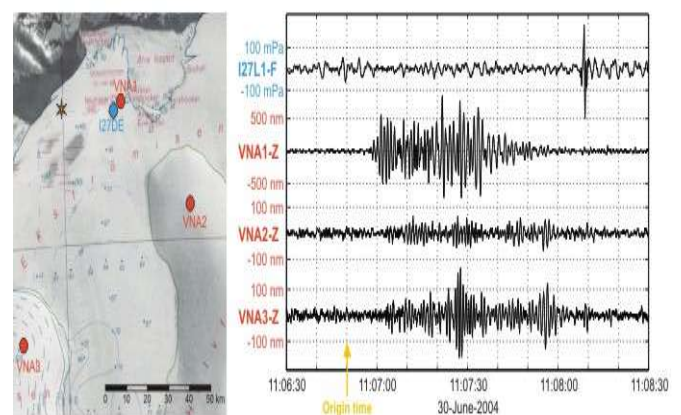 VNA1
I27DE
VNA2
VNA3
0 10 20 30 40 50 km
100 mPa
I27L1-F
-100 mPa
500 nm
VNA1-Z
-500 nm
100 nm
VNA2-Z
-100 nm
100 nm
VNA3-Z
-100 nm
11:06:30 11:07:00 11:07:30 11:08:00 11:08:30
Origin time 30-June-2004